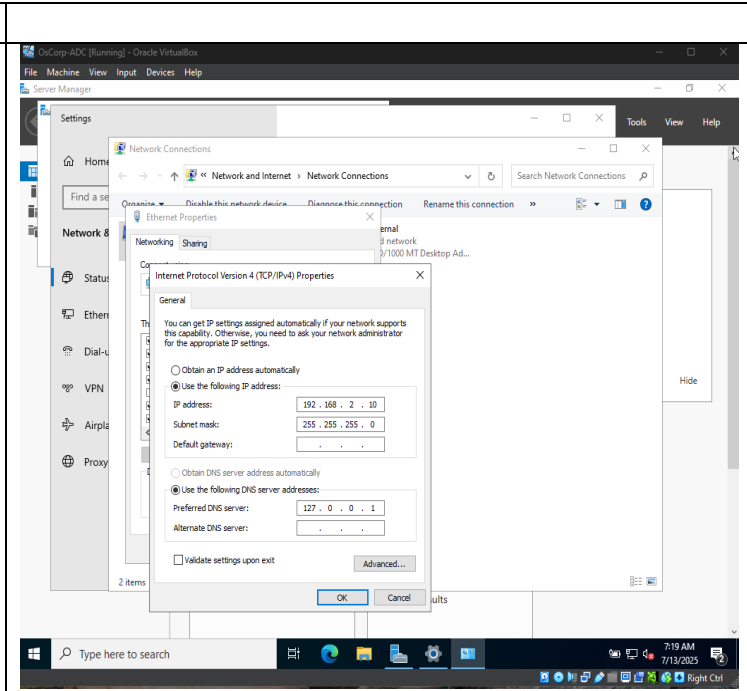 OsCorp-ADC [Running] - Oracle VirtualBox
File Machine View Input Devices Help
Server Manager
Settings
Tools View Help
Network Connections
Home
« Network and Internet › Network Connections
Search Network Connections
Find a se
Organize Disable this network device Diagnose this connection Rename this connection »
Ethernet Properties
ernal
Network &
Networking Sharing
d network
)/1000 MT Desktop Ad...
Co
Status
Internet Protocol Version 4 (TCP/IPv4) Properties
General
Ethern
Th
You can get IP settings assigned automatically if your network supports
this capability. Otherwise, you need to ask your network administrator
for the appropriate IP settings.
Dial-u
Obtain an IP address automatically
Use the following IP address:
Hide
VPN
IP address: 192 . 168 . 2 . 10
Subnet mask: 255 . 255 . 255 . 0
Airpla
Default gateway: . . .
Proxy
Obtain DNS server address automatically
Use the following DNS server addresses:
Preferred DNS server: 127 . 0 . 0 . 1
Alternate DNS server: . . .
Validate settings upon exit
Advanced...
2 items
OK Cancel
ults
Type here to search
7:19 AM
7/13/2025
2
Right Ctrl